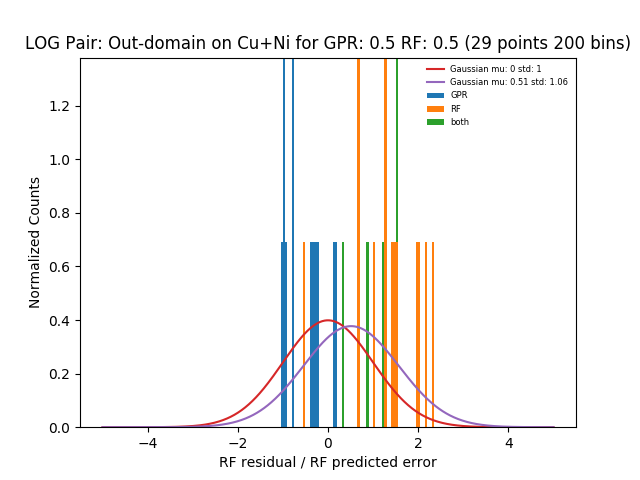 LOG Pair: Out-domain on Cu+Ni for GPR: 0.5 RF: 0.5 (29 points 200 bins)
Gaussian mu: 0 std: 1
Gaussian mu: 0.51 std: 1.06
GPR
RF
both
Normalized Counts
1.2
1.0
0.8
0.6
0.4
0.2
0.0
−4
−2
0
2
4
RF residual / RF predicted error